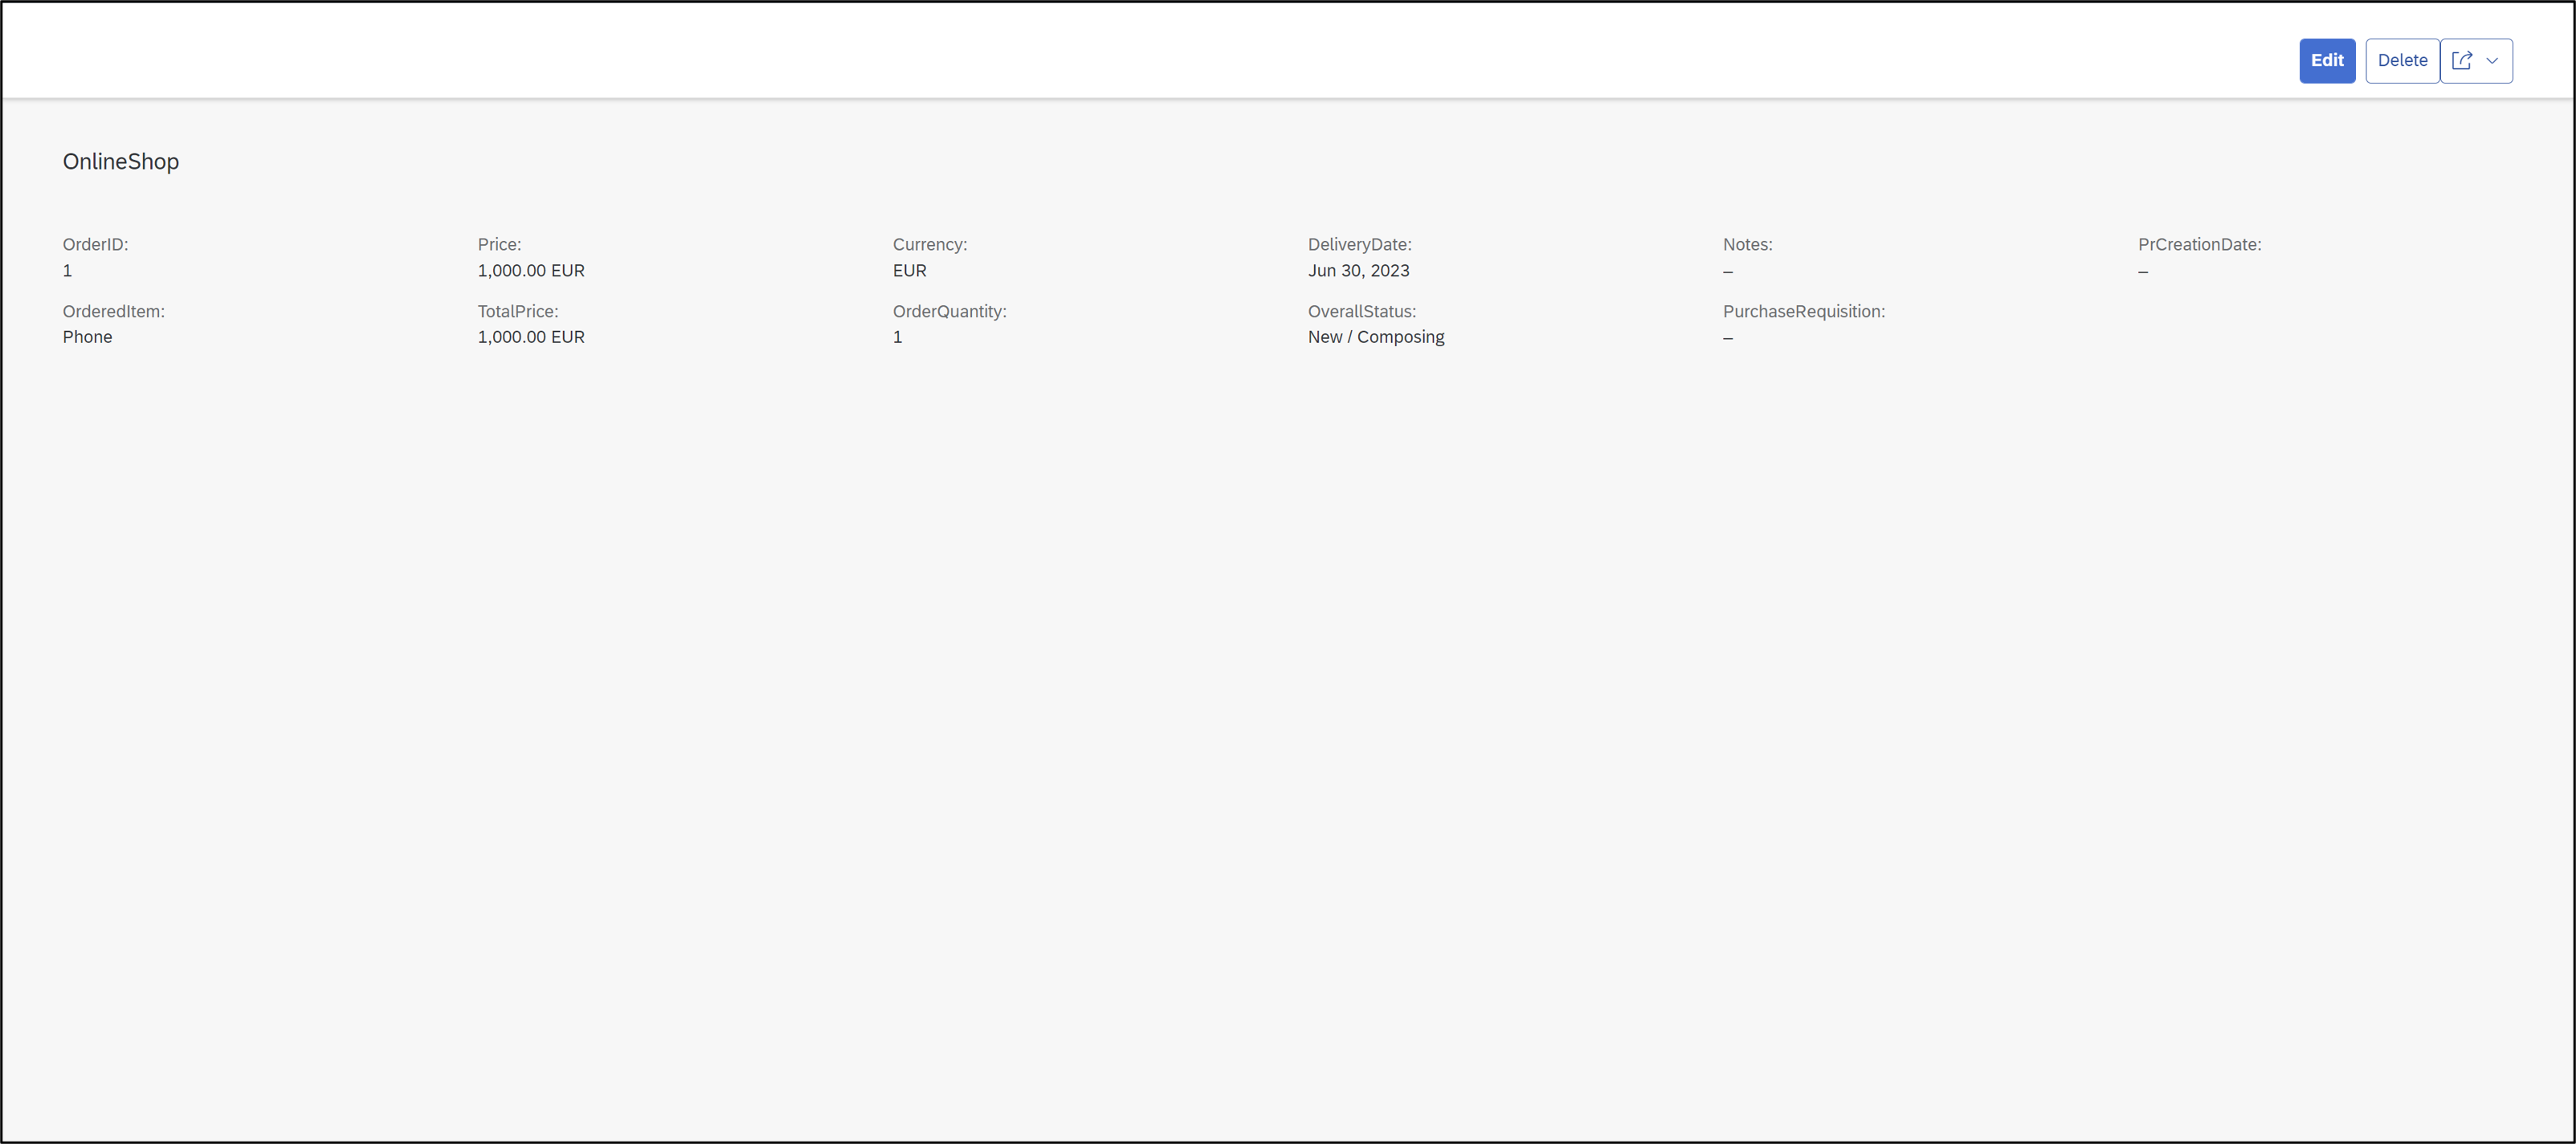 Edit Delete
OnlineShop
OrderID: Price: Currency: DeliveryDate: Notes: PrCreationDate:
1 1,000.00 EUR EUR Jun 30, 2023 – –
OrderedItem: TotalPrice: OrderQuantity: OverallStatus: PurchaseRequisition:
Phone 1,000.00 EUR 1 New / Composing –